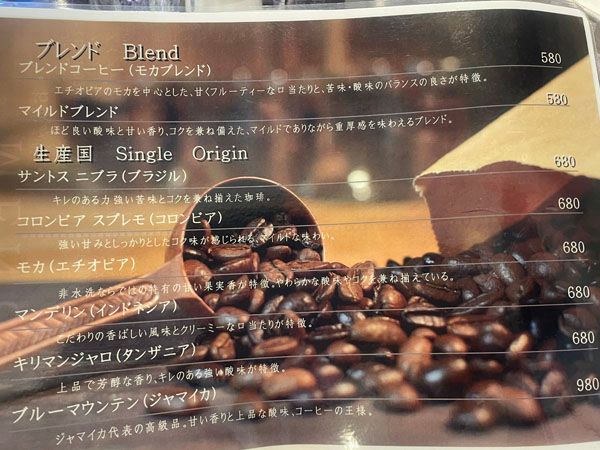 ブレンド Blend
ブレンドコーヒー(モカブレンド) 580
エチオピアのモカを中心とした、甘くフルーティーな口当たりと、苦味・酸味のバランスの良さが特徴。
マイルドブレンド 580
ほど良い酸味と甘い香り、コクを兼ね備えた、マイルドでありながら重厚感を味わえるブレンド。
生産国 Single Origin
サントス ニブラ(ブラジル) 680
キレのある力強い苦味とコクを兼ね揃えた珈琲。
コロンビア スプレモ(コロンビア) 680
強い甘みとしっかりとしたコク味が感じられる、マイルドな味わい。
モカ(エチオピア) 680
非水洗ならではの特有の甘い果実香が特徴。やわらかな酸味やコクを兼ね揃えている。
マンデリン(インドネシア) 680
こだわりの香ばしい風味とクリーミーな口当たりが特徴。
キリマンジャロ(タンザニア) 680
上品で芳醇な香り、キレのある強い酸味が特徴。
ブルーマウンテン(ジャマイカ) 980
ジャマイカ代表の高級品。甘い香りと上品な酸味、コーヒーの王様。